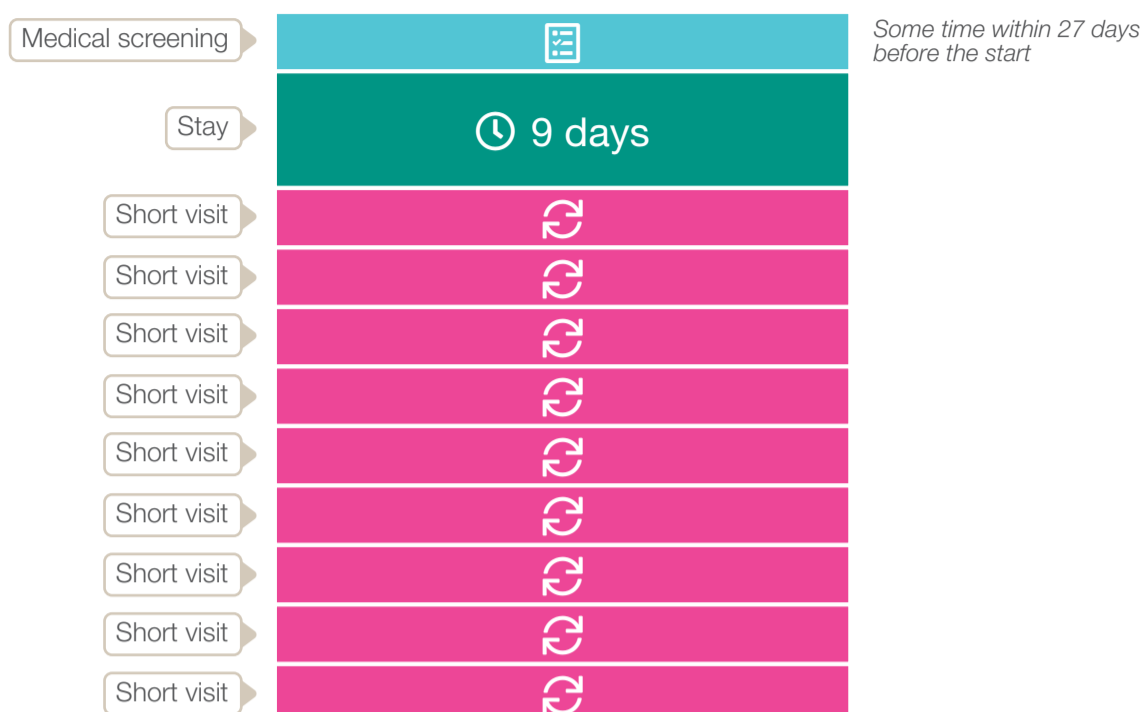 Medical screening
Some time within 27 days
before the start
Stay
9 days
Short visit
Short visit
Short visit
Short visit
Short visit
Short visit
Short visit
Short visit
Short visit